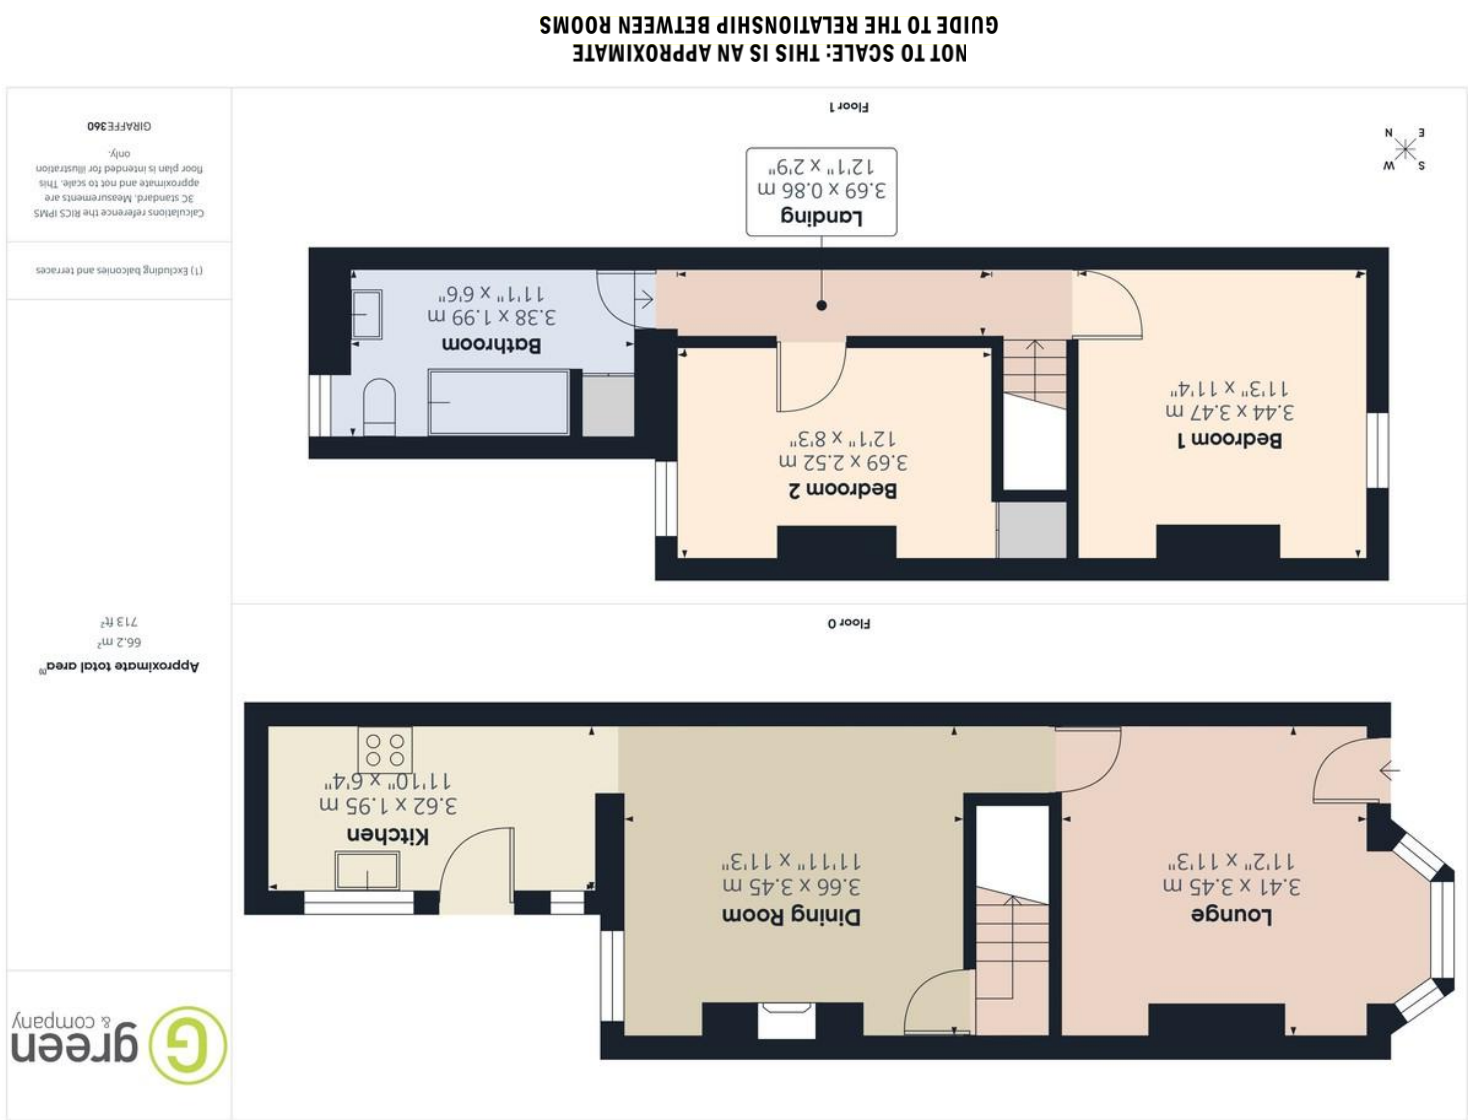 green
& company
G
Lounge
3.41 x 3.45 m
11'2" x 11'3"
Dining Room
3.66 x 3.45 m
11'11" x 11'3"
Kitchen
3.62 x 1.95 m
11'10" x 6'4"
Floor 0
Approximate total area⁽¹⁾
66.2 m²
713 ft²
Bedroom 1
3.44 x 3.47 m
11'3" x 11'4"
Bedroom 2
3.69 x 2.52 m
12'1" x 8'3"
Bathroom
3.38 x 1.99 m
11'1" x 6'6"
Landing
3.69 x 0.86 m
12'1" x 2'9"
S W
E N
Floor 1
(1) Excluding balconies and terraces
Calculations reference the RICS IPMS
3C standard. Measurements are
approximate and not to scale. This
floor plan is intended for illustration
only.
GIRAFFE360
NOT TO SCALE: THIS IS AN APPROXIMATE
GUIDE TO THE RELATIONSHIP BETWEEN ROOMS